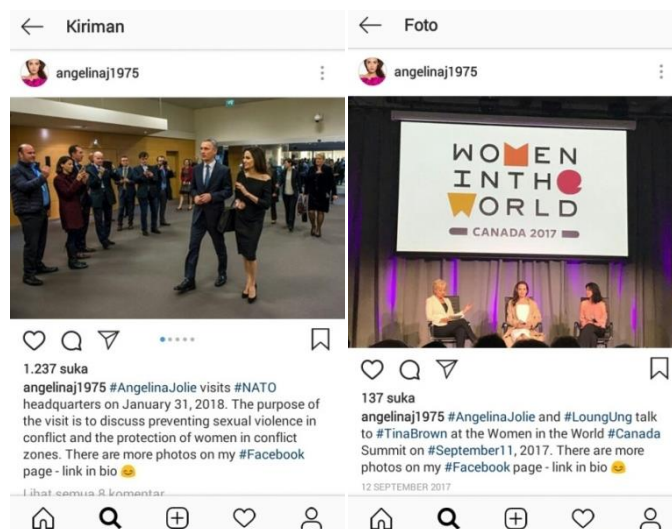 Kiriman
angelinaj1975
1.237 suka
angelinaj1975 #AngelinaJolie visits #NATO
headquarters on January 31, 2018. The purpose of
the visit is to discuss preventing sexual violence in
conflict and the protection of women in conflict
zones. There are more photos on my #Facebook
page - link in bio 😊
Lihat semua 8 komentar
Foto
angelinaj1975
WOMEN
IN THE
WORLD
CANADA 2017
137 suka
angelinaj1975 #AngelinaJolie and #LoungUng talk
to #TinaBrown at the Women in the World #Canada
Summit on #September11, 2017. There are more
photos on my #Facebook page - link in bio 😊
12 SEPTEMBER 2017